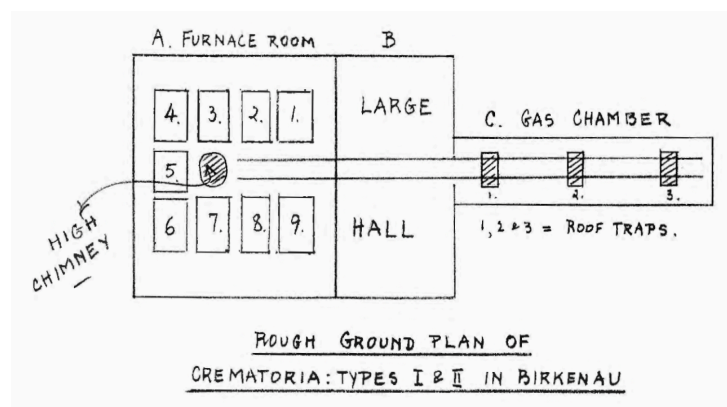 A. FURNACE ROOM
B
4. 3. 2. 1.
LARGE
C. GAS CHAMBER
5.
1. 2. 3.
6 7. 8. 9.
HALL
1, 2 & 3 = ROOF TRAPS.
HIGH
CHIMNEY
ROUGH GROUND PLAN OF
CREMATORIA: TYPES I & II IN BIRKENAU